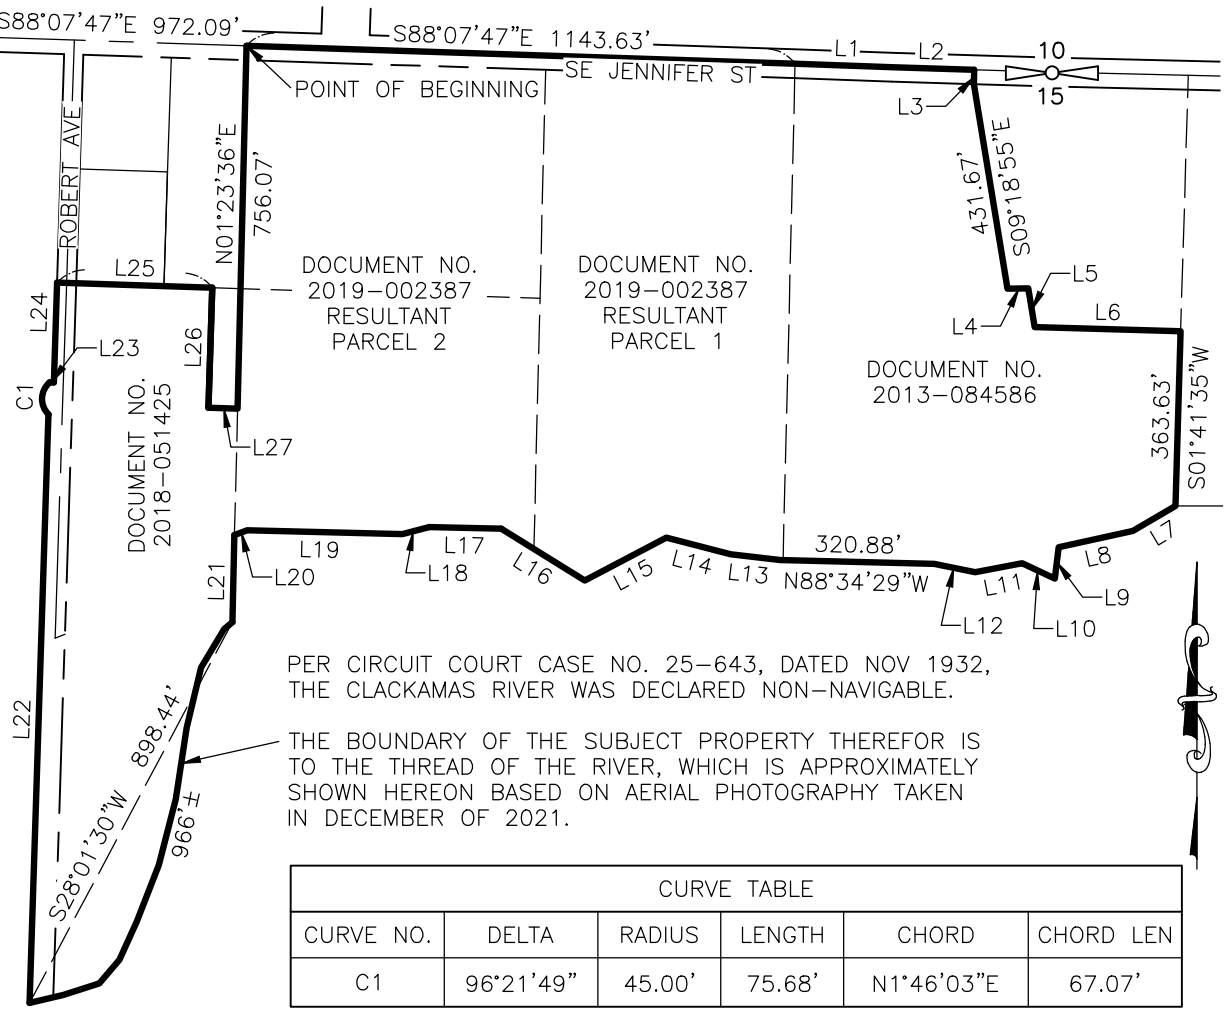 S88°07'47"E 972.09'
S88°07'47"E 1143.63'
L1
L2
10
15
SE JENNIFER ST
POINT OF BEGINNING
L3
ROBERT AVE
N01°23'36"E
756.07'
431.67'
S09°18'55"E
L25
L24
L26
L23
C1
L27
DOCUMENT NO.
2019-002387
RESULTANT
PARCEL 2
DOCUMENT NO.
2019-002387
RESULTANT
PARCEL 1
L5
L4
L6
DOCUMENT NO.
2013-084586
363.63'
S01°41'35"W
DOCUMENT NO.
2018-051425
L19
L20
L21
L17
L18
L16
L15
L14
L13
320.88'
N88°34'29"W
L12
L11
L10
L9
L8
L7
L22
PER CIRCUIT COURT CASE NO. 25-643, DATED NOV 1932,
THE CLACKAMAS RIVER WAS DECLARED NON-NAVIGABLE.
THE BOUNDARY OF THE SUBJECT PROPERTY THEREFOR IS
TO THE THREAD OF THE RIVER, WHICH IS APPROXIMATELY
SHOWN HEREON BASED ON AERIAL PHOTOGRAPHY TAKEN
IN DECEMBER OF 2021.
S28°01'30"W 898.44'
966'±
CURVE TABLE
CURVE NO. DELTA RADIUS LENGTH CHORD CHORD LEN
C1 96°21'49" 45.00' 75.68' N1°46'03"E 67.07'